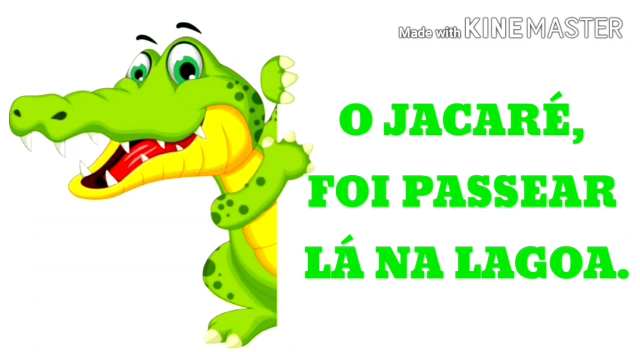 Made with KINEMASTER
O JACARÉ,
FOI PASSEAR
LÁ NA LAGOA.